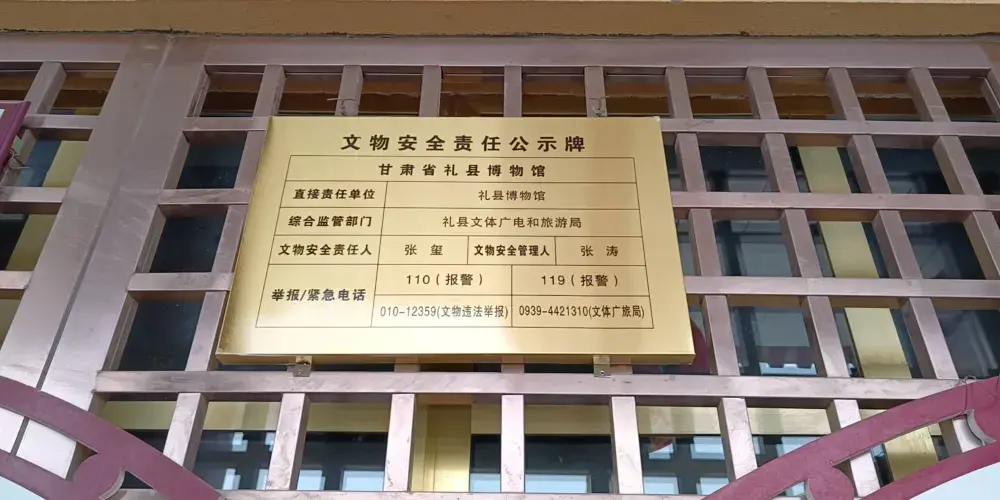 文物安全责任公示牌
甘肃省礼县博物馆
直接责任单位 礼县博物馆
综合监管部门 礼县文体广电和旅游局
文物安全责任人 张玺 文物安全管理人 张涛
举报/紧急电话 110（报警） 119（报警）
010-12359(文物违法举报) 0939-4421310(文体广旅局)